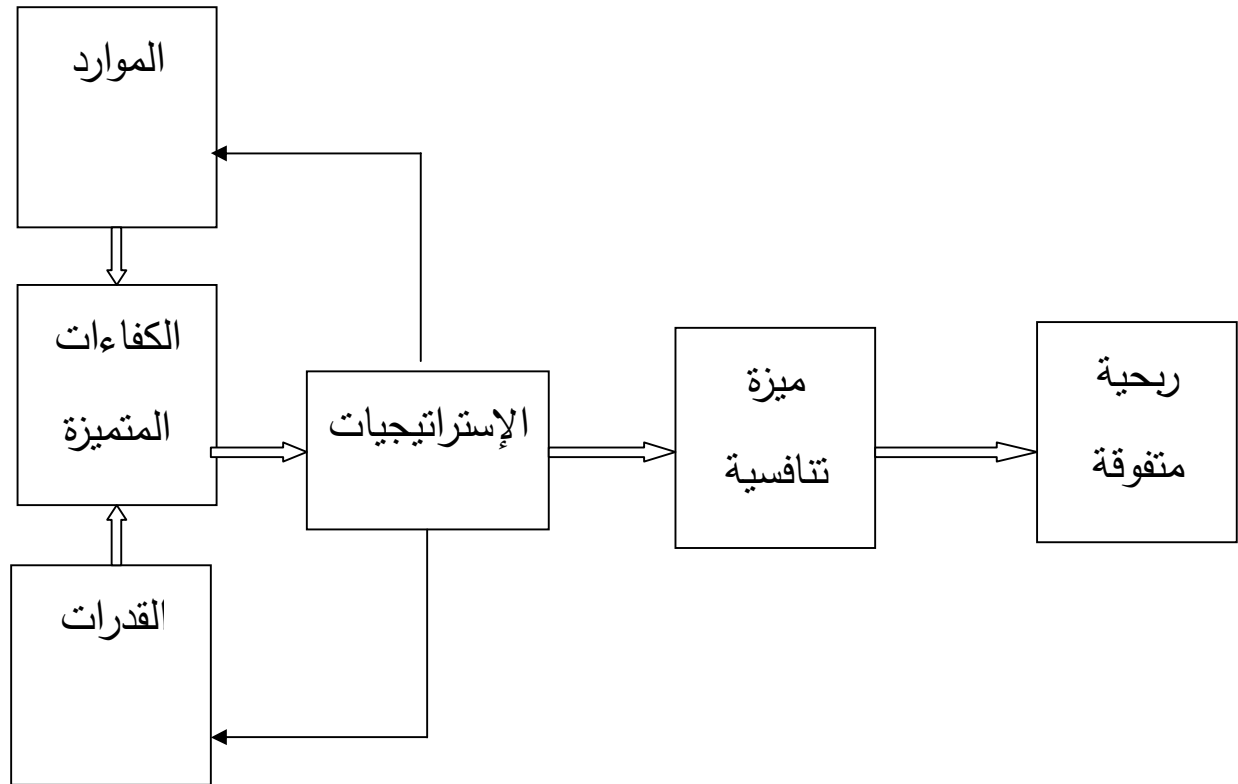 الموارد
الكفاءات
المتميزة
القدرات
الإستراتيجيات
ميزة
تنافسية
ربحية
متفوقة